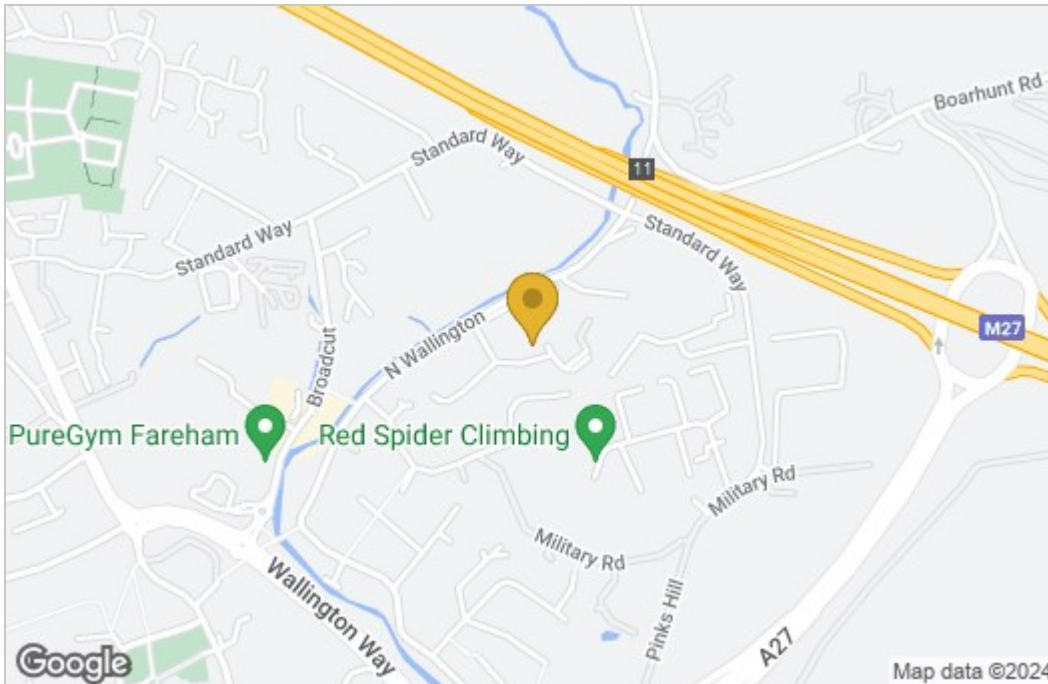 Boarhunt Rd
Standard Way
11
Standard Way
Standard Way
N Wallington
Broadcut
M27
PureGym Fareham
Red Spider Climbing
Military Rd
Military Rd
Wallington Way
Pinks Hill
A27
Google
Map data ©2024